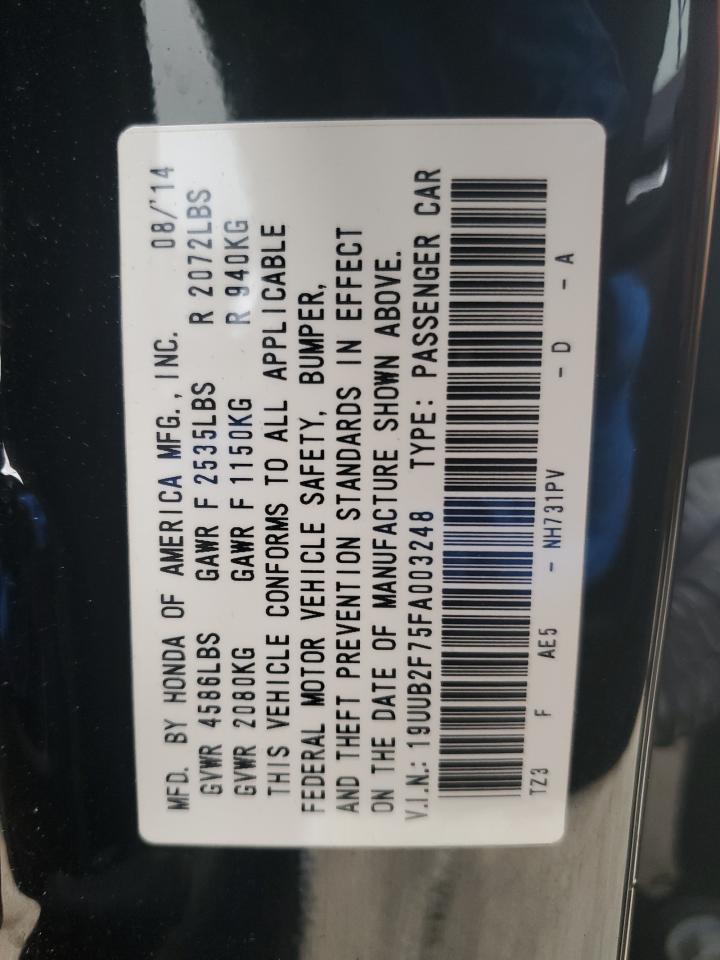 MFD. BY HONDA OF AMERICA MFG., INC. 08/'14
GVWR 4586LBS GAWR F 2535LBS R 2072LBS
GVWR 2080KG GAWR F 1150KG R 940KG
THIS VEHICLE CONFORMS TO ALL APPLICABLE
FEDERAL MOTOR VEHICLE SAFETY, BUMPER,
AND THEFT PREVENTION STANDARDS IN EFFECT
ON THE DATE OF MANUFACTURE SHOWN ABOVE.
V.I.N.: 19UUB2F75FA003248 TYPE: PASSENGER CAR
TZ3 F AE5 - NH731PV - D - A